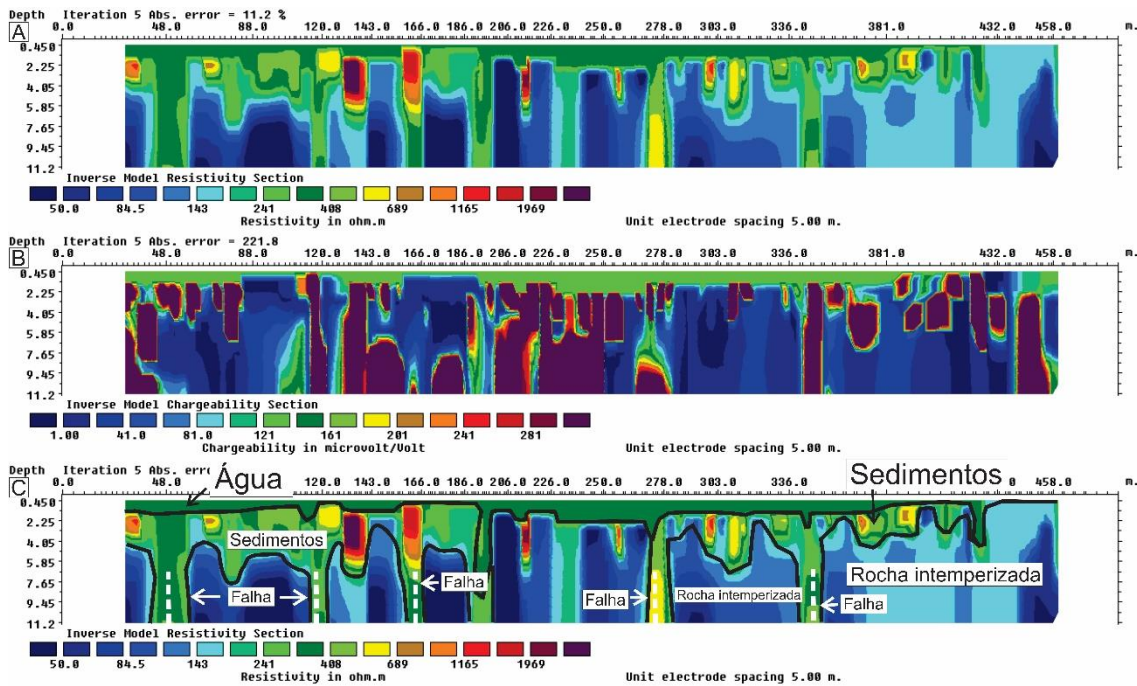 A
Depth Iteration 5 Abs. error = 11.2 %
0.0 48.0 88.0 120.0 143.0 166.0 200.0 206.0 226.0 250.0 278.0 308.0 336.0 381.0 432.0 458.0 m.
0.450
2.25
4.05
5.85
7.65
9.45
11.2
Inverse Model Resistivity Section
50.0 84.5 143 241 408 689 1165 1969
Resistivity in ohm.m Unit electrode spacing 5.00 m.
B
Depth Iteration 5 Abs. error = 221.8
0.0 48.0 88.0 120.0 143.0 166.0 190.0 206.0 226.0 250.0 278.0 308.0 336.0 381.0 432.0 458.0 m.
0.450
2.25
4.05
5.85
7.65
9.45
11.2
Inverse Model Chargeability Section
1.00 41.0 81.0 121 161 201 241 281
Chargeability in microvolt/Volt Unit electrode spacing 5.00 m.
C
Depth Iteration 5 Abs. erro
0.0 48.0 120.0 143.0 166.0 190.0 206.0 226.0 250.0 278.0 308.0 336.0 432.0 458.0 m.
Água
Sedimentos
0.450
2.25
4.05
5.85
7.65
9.45
11.2
Sedimentos
Falha
Falha
Falha
Rocha intemperizada
Rocha intemperizada
Falha
Inverse Model Resistivity Section
50.0 84.5 143 241 408 689 1165 1969
Resistivity in ohm.m Unit electrode spacing 5.00 m.